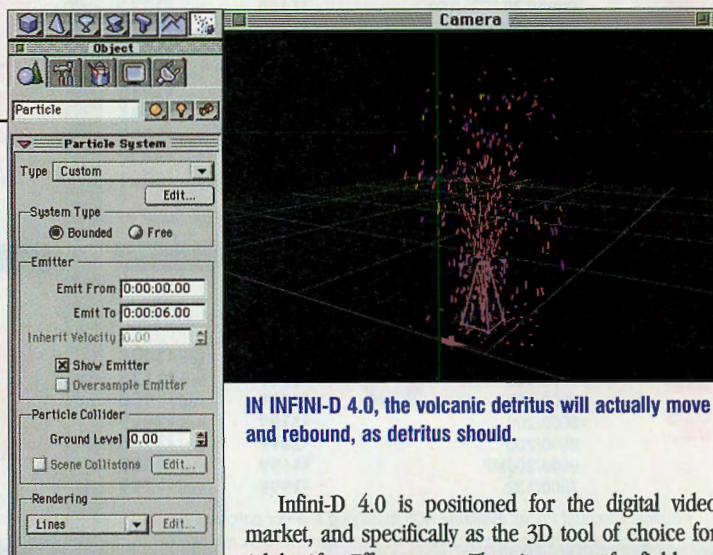 Object
Particle
Particle System
Type Custom
Edit...
System Type
Bounded Free
Emitter
Emit From 0:00:00.00
Emit To 0:00:06.00
Inherit Velocity 0.00
Show Emitter
Oversample Emitter
Particle Collider
Ground Level 0.00
Scene Collisions Edit...
Rendering
Lines Edit...
Camera
IN INFINI-D 4.0, the volcanic detritus will actually move
and rebound, as detritus should.
Infini-D 4.0 is positioned for the digital video
market, and specifically as the 3D tool of choice for